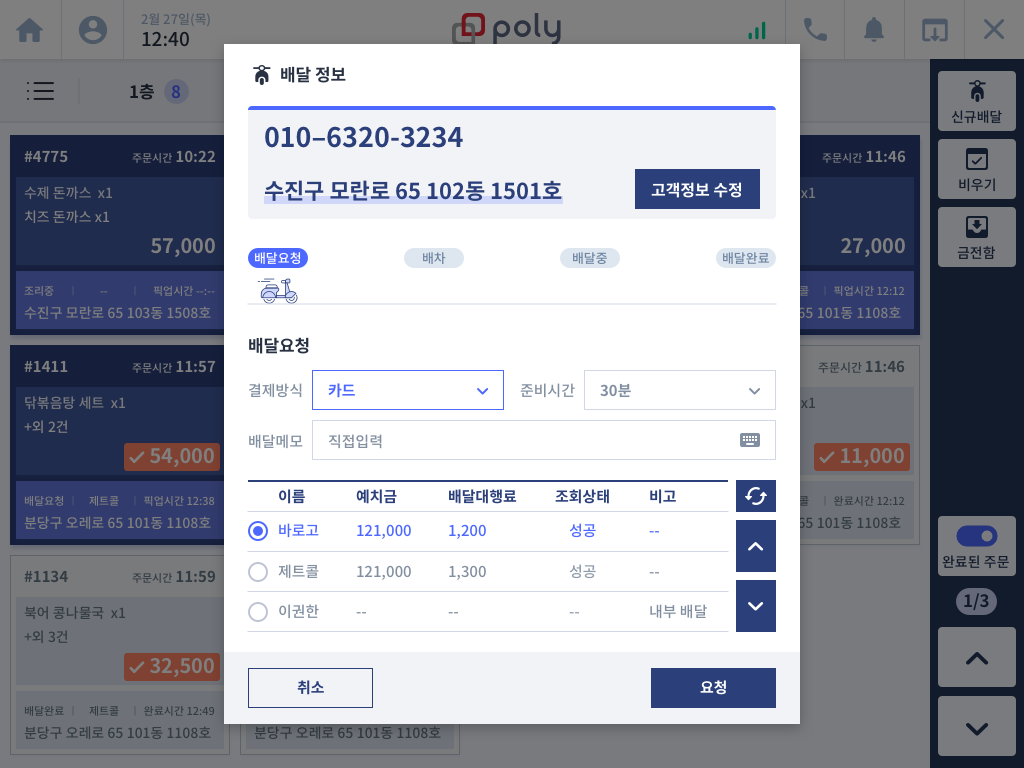 2월 27일(목)
12:40
poly
1층 8
신규배달
비우기
금전함
완료된 주문
1/3
#4775 주문시간 10:22
수제 돈까스 x1
치즈 돈까스 x1
57,000
조리중 -- 픽업시간 --:--
수진구 모란로 65 103동 1508호
#1411 주문시간 11:57
닭볶음탕 세트 x1
+외 2건
54,000
배달요청 제트콜 픽업시간 12:38
분당구 오레로 65 101동 1108호
#1134 주문시간 11:59
북어 콩나물국 x1
+외 3건
32,500
배달완료 제트콜 완료시간 12:49
분당구 오레로 65 101동 1108호
분당구 오레로 65 101동 1108호
주문시간 11:46
x1
27,000
픽업시간 12:12
65 101동 1108호
주문시간 11:46
x1
11,000
완료시간 12:12
65 101동 1108호
배달 정보
010–6320-3234
수진구 모란로 65 102동 1501호
고객정보 수정
배달요청 배차 배달중 배달완료
배달요청
결제방식 카드 준비시간 30분
배달메모 직접입력
이름 예치금 배달대행료 조회상태 비고
바로고 121,000 1,200 성공 --
제트콜 121,000 1,300 성공 --
이권한 -- -- -- 내부 배달
취소 요청